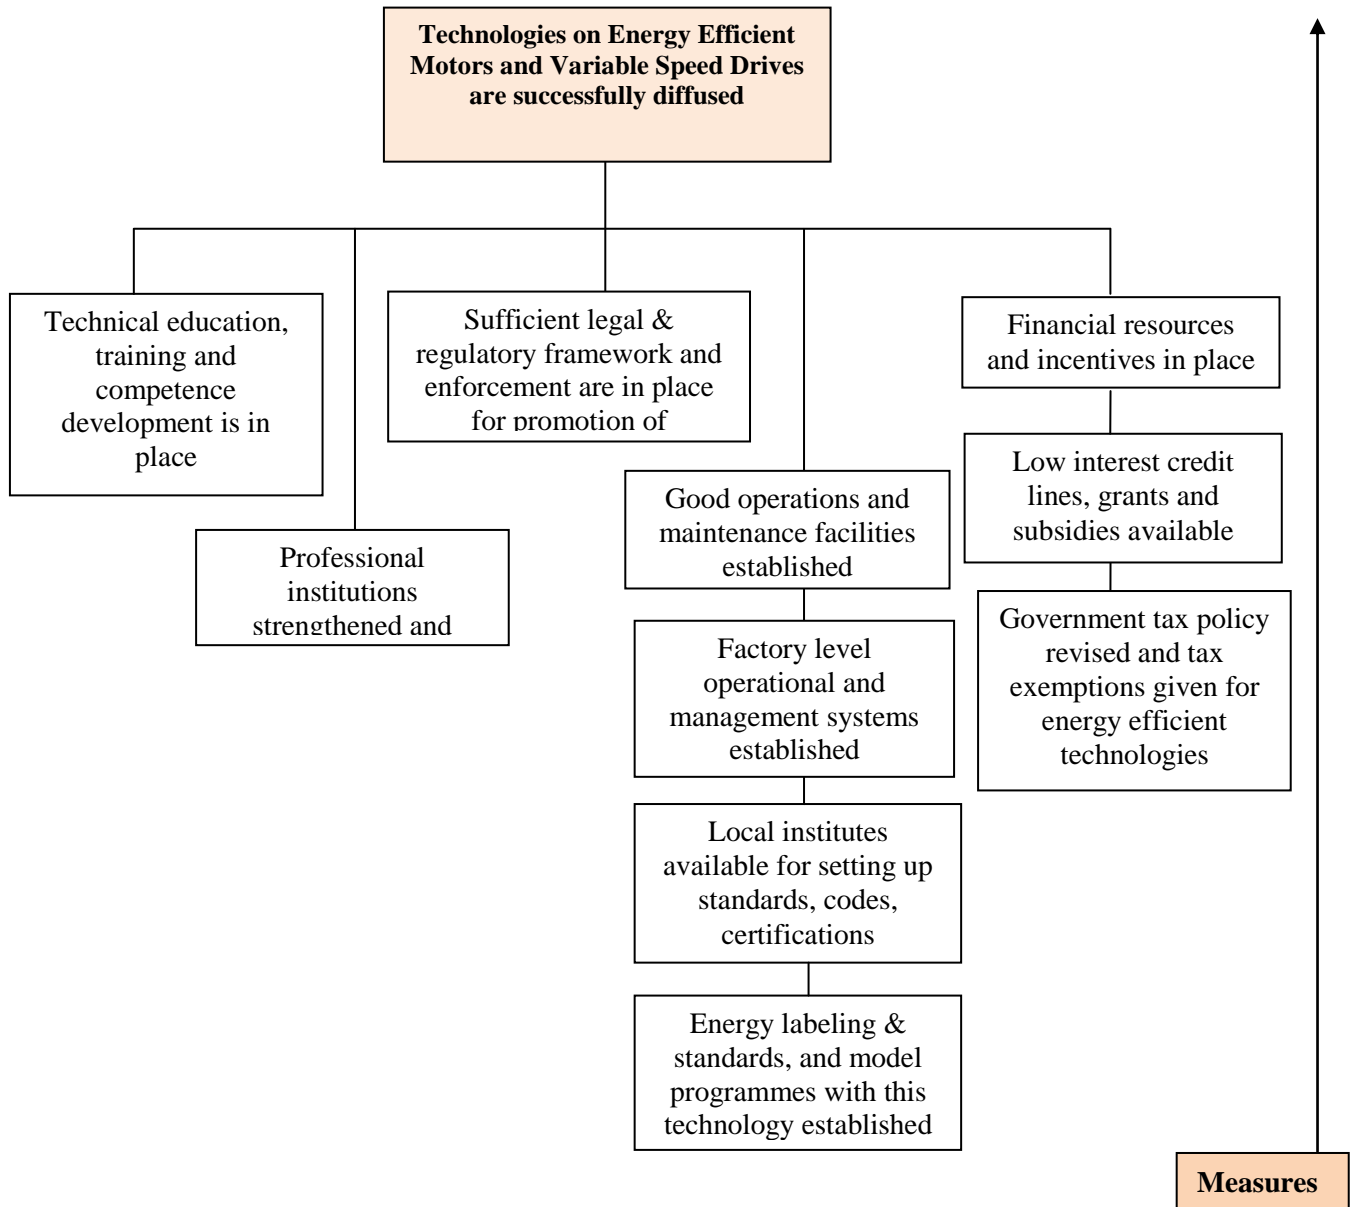 Technologies on Energy Efficient
Motors and Variable Speed Drives
are successfully diffused
Technical education,
training and
competence
development is in
place
Professional
institutions
strengthened and
Sufficient legal &
regulatory framework and
enforcement are in place
for promotion of
Good operations and
maintenance facilities
established
Factory level
operational and
management systems
established
Local institutes
available for setting up
standards, codes,
certifications
Energy labeling &
standards, and model
programmes with this
technology established
Financial resources
and incentives in place
Low interest credit
lines, grants and
subsidies available
Government tax policy
revised and tax
exemptions given for
energy efficient
technologies
Measures